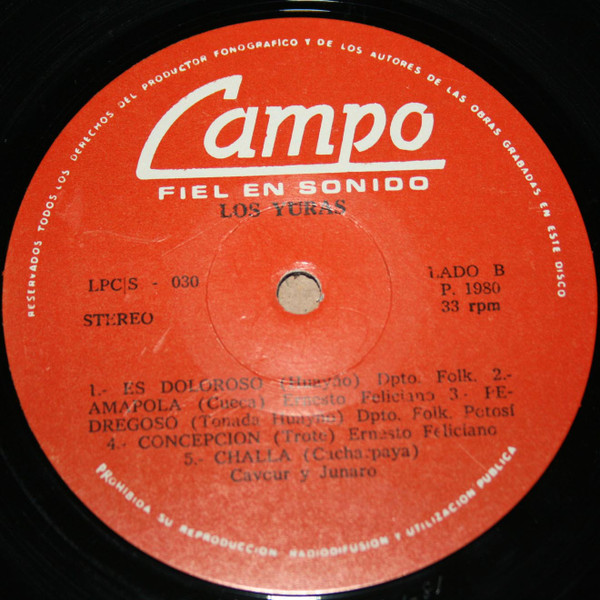 RESERVADOS TODOS LOS DERECHOS DEL PRODUCTOR FONOGRAFICO Y DE LOS AUTORES DE LAS OBRAS GRABADAS EN ESTE DISCO
Campo
FIEL EN SONIDO
LOS YURAS
LPC|S - 030
LADO B
P. 1980
STEREO
33 rpm
1.- ES DOLOROSO (Huayño) Dpto. Folk. 2.-
AMAPOLA (Cueca) Ernesto Feliciano 3.- PE-
DREGOSO (Tonada Huayño) Dpto. Folk. Potosí
4.- CONCEPCION (Trote) Ernesto Feliciano
5.- CHALLA (Cacharpaya)
Cavour y Junaro
PROHIBIDA SU REPRODUCCION RADIODIFUSION Y UTILIZACION PUBLICA